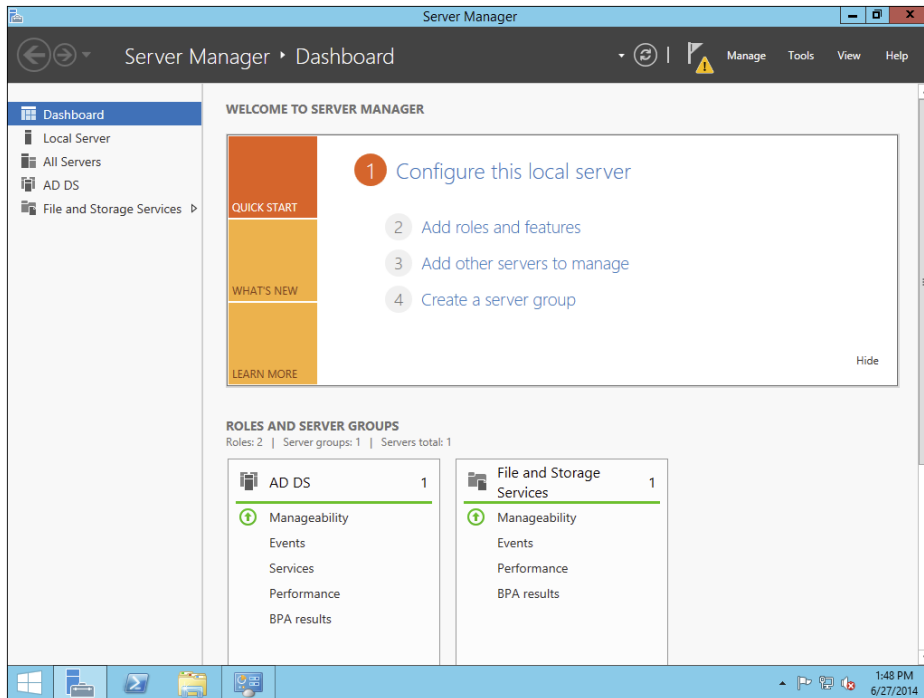 Server Manager
Server Manager ‣ Dashboard
Manage Tools View Help
Dashboard
Local Server
All Servers
AD DS
File and Storage Services
WELCOME TO SERVER MANAGER
QUICK START
WHAT'S NEW
LEARN MORE
1 Configure this local server
2 Add roles and features
3 Add other servers to manage
4 Create a server group
Hide
ROLES AND SERVER GROUPS
Roles: 2 | Server groups: 1 | Servers total: 1
AD DS 1
Manageability
Events
Services
Performance
BPA results
File and Storage
Services 1
Manageability
Events
Performance
BPA results
1:48 PM
6/27/2014